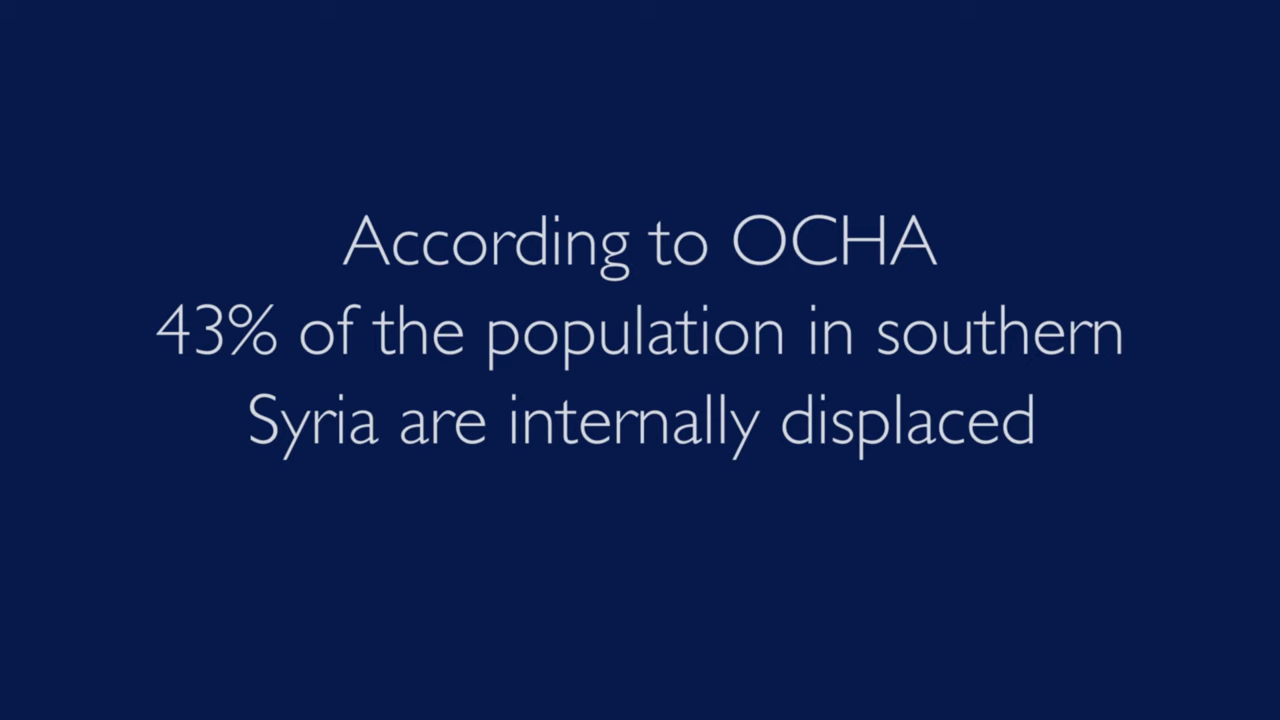 According to OCHA
43% of the population in southern
Syria are internally displaced